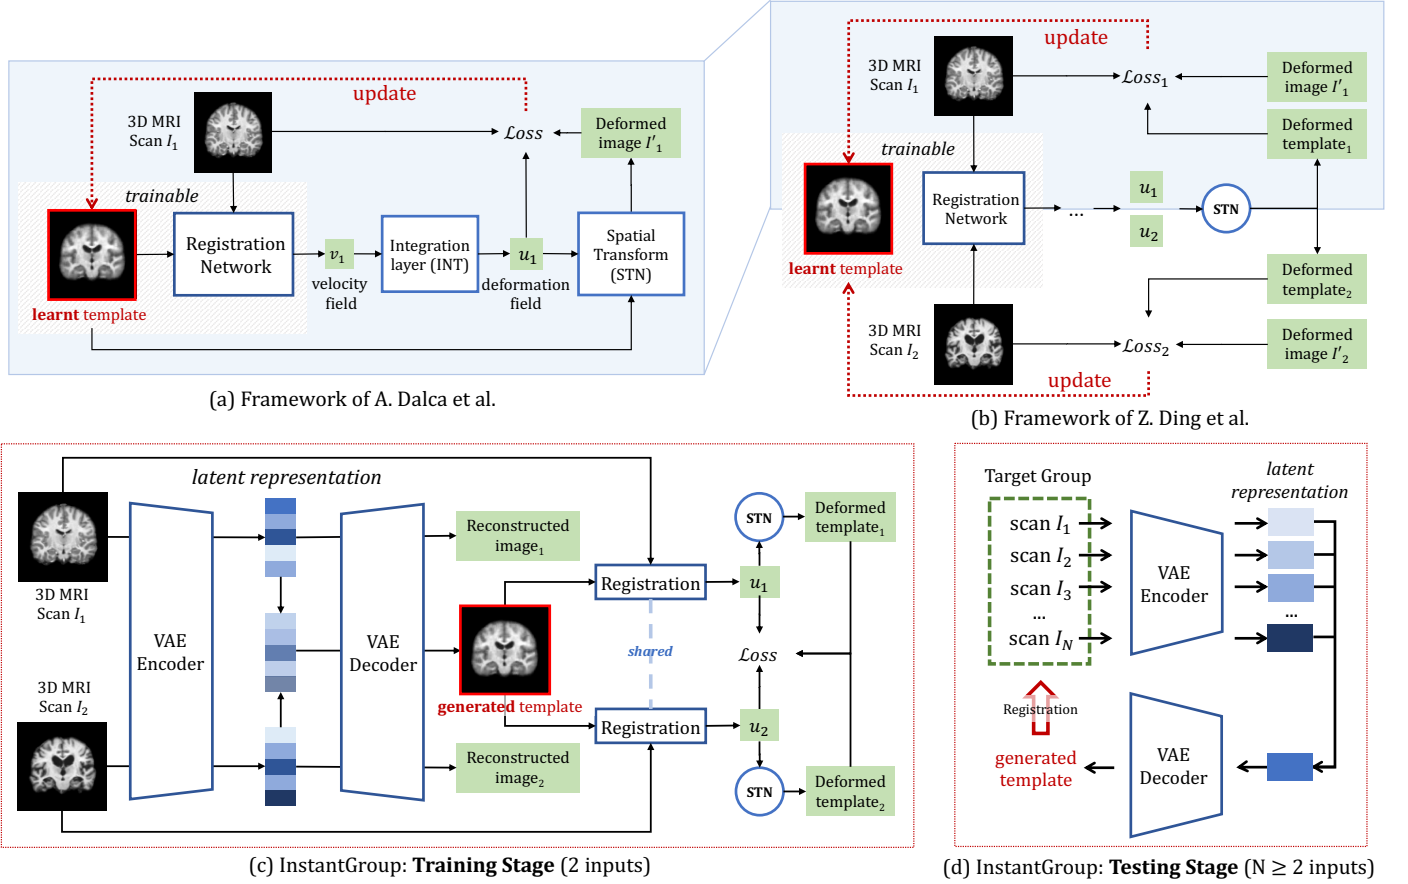 update
3D MRI
Scan I₁
ℒoss
Deformed
image I'₁
trainable
Registration
Network
v₁
velocity
field
Integration
layer (INT)
u₁
deformation
field
Spatial
Transform
(STN)
learnt template
(a) Framework of A. Dalca et al.
update
3D MRI
Scan I₁
ℒoss₁
Deformed
image I'₁
Deformed
template₁
trainable
Registration
Network
...
u₁
u₂
STN
learnt template
Deformed
template₂
3D MRI
Scan I₂
ℒoss₂
Deformed
image I'₂
update
(b) Framework of Z. Ding et al.
latent representation
3D MRI
Scan I₁
VAE
Encoder
VAE
Decoder
Reconstructed
image₁
STN
Deformed
template₁
Registration
u₁
shared
ℒoss
3D MRI
Scan I₂
generated template
Registration
u₂
Reconstructed
image₂
STN
Deformed
template₂
(c) InstantGroup: Training Stage (2 inputs)
Target Group
latent
representation
scan I₁
scan I₂
scan I₃
...
scan I_N
VAE
Encoder
...
Registration
generated
template
VAE
Decoder
(d) InstantGroup: Testing Stage (N ≥ 2 inputs)